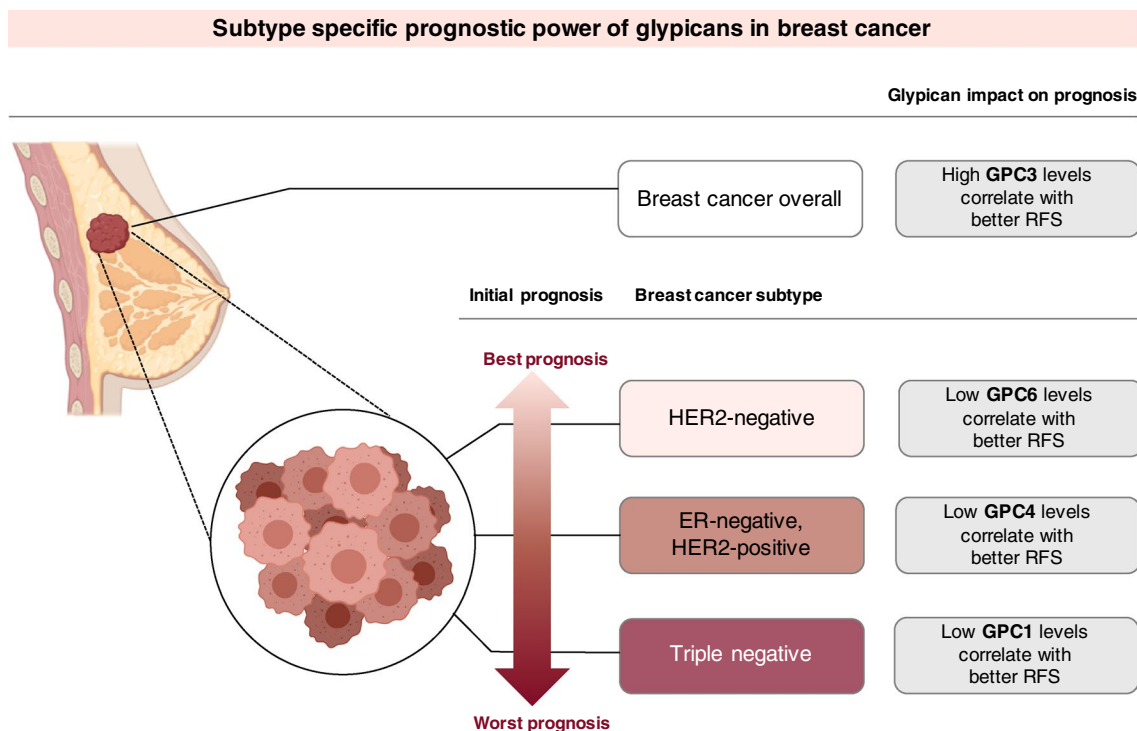 Subtype specific prognostic power of glypicans in breast cancer
Glypican impact on prognosis
Breast cancer overall
High GPC3 levels
correlate with
better RFS
Initial prognosis
Breast cancer subtype
Best prognosis
HER2-negative
Low GPC6 levels
correlate with
better RFS
ER-negative,
HER2-positive
Low GPC4 levels
correlate with
better RFS
Triple negative
Low GPC1 levels
correlate with
better RFS
Worst prognosis